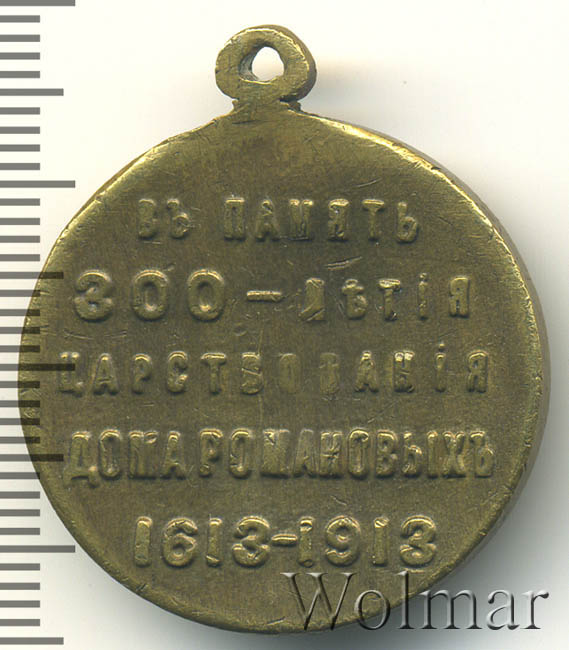 ВЪ ПАМЯТЬ
300-ЛѢТІЯ
ЦАРСТВОВАНІЯ
ДОМА РОМАНОВЫХЪ
1613-1913
Wolmar